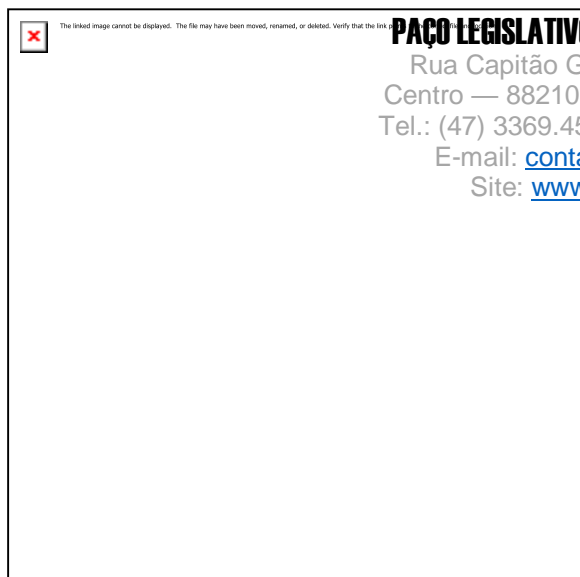 The linked image cannot be displayed. The file may have been moved, renamed, or deleted. Verify that the link
PAÇO LEGISLATIV
Rua Capitão G
Centro — 88210
Tel.: (47) 3369.45
E-mail: conta
Site: www